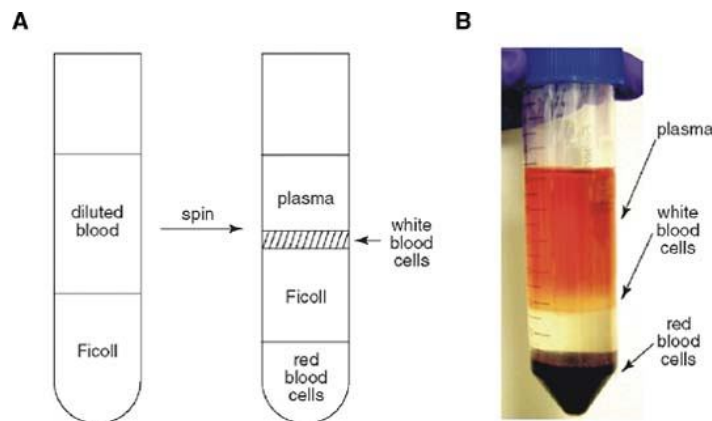 A
diluted
blood
Ficoll
spin
plasma
white
blood
cells
Ficoll
red
blood
cells
B
plasma
white
blood
cells
red
blood
cells